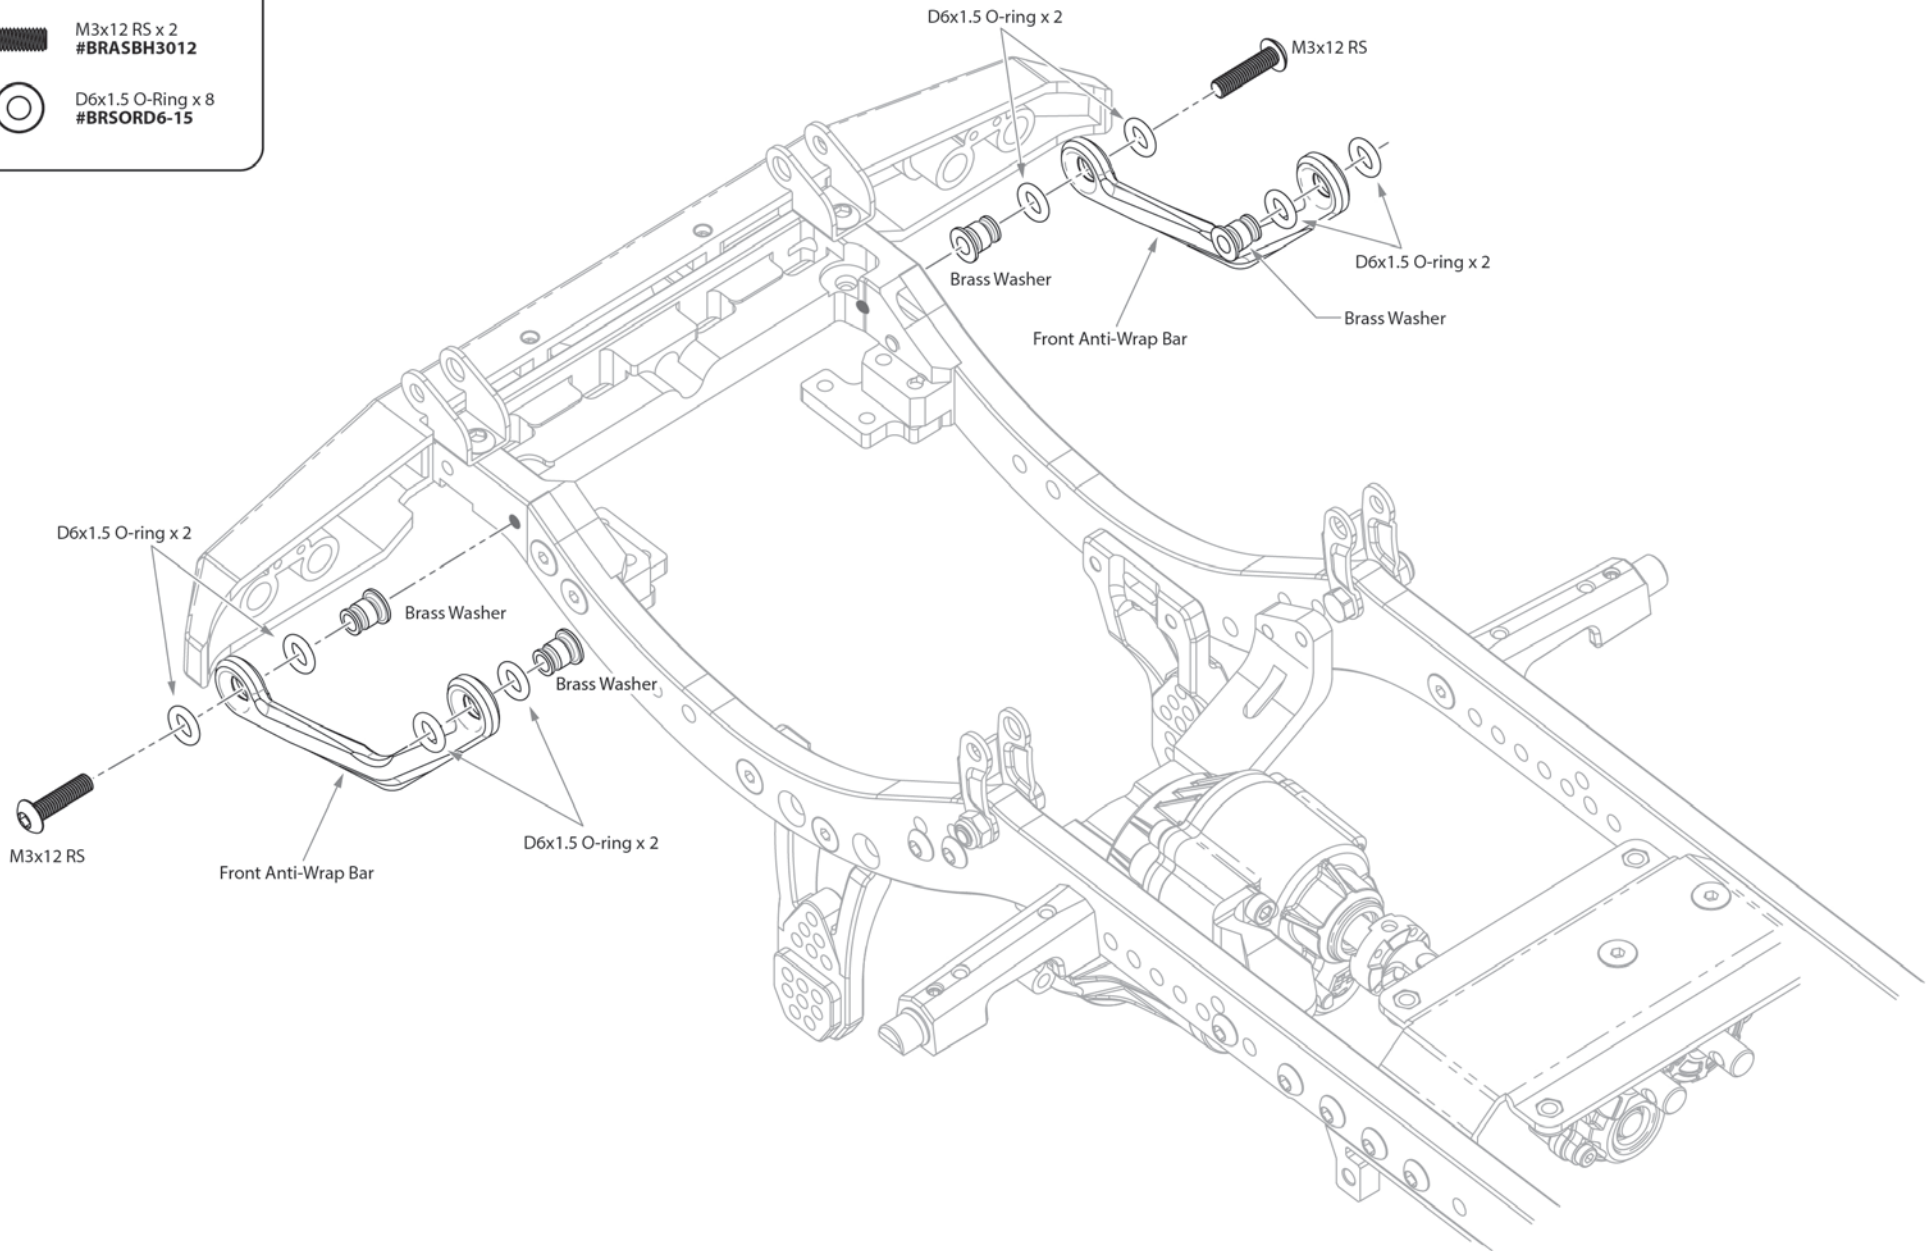 M3x12 RS x 2
#BRASBH3012
D6x1.5 O-Ring x 8
#BRSORD6-15
D6x1.5 O-ring x 2
M3x12 RS
Brass Washer
D6x1.5 O-ring x 2
Brass Washer
Front Anti-Wrap Bar
D6x1.5 O-ring x 2
Brass Washer
Brass Washer
D6x1.5 O-ring x 2
M3x12 RS
Front Anti-Wrap Bar